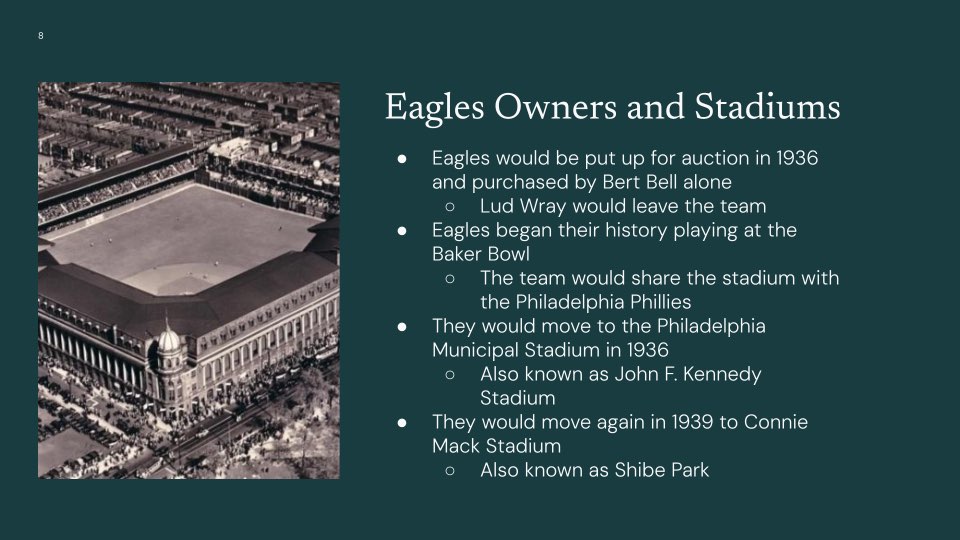 8
Eagles Owners and Stadiums
● Eagles would be put up for auction in 1936
and purchased by Bert Bell alone
○ Lud Wray would leave the team
● Eagles began their history playing at the
Baker Bowl
○ The team would share the stadium with
the Philadelphia Phillies
● They would move to the Philadelphia
Municipal Stadium in 1936
○ Also known as John F. Kennedy
Stadium
● They would move again in 1939 to Connie
Mack Stadium
○ Also known as Shibe Park